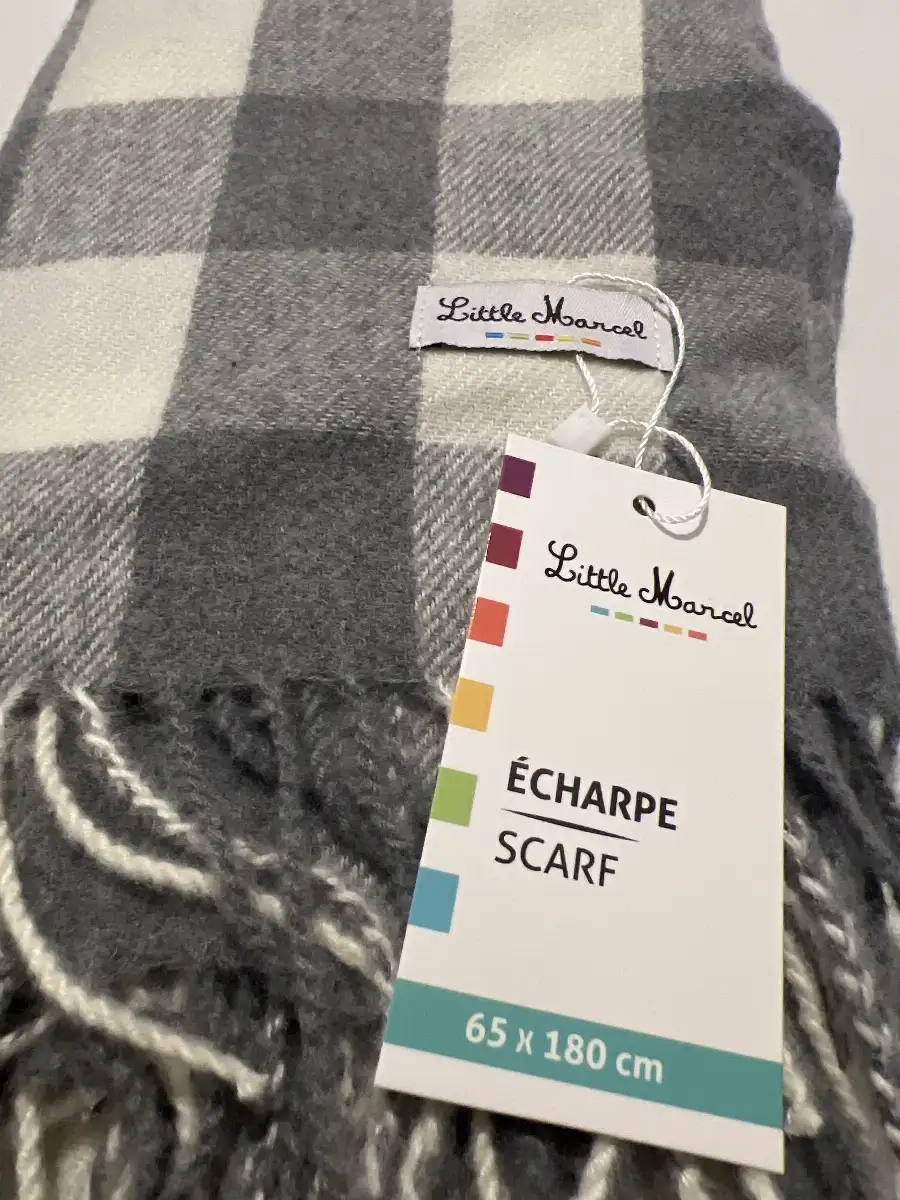 Little Marcel
Little Marcel
ÉCHARPE
SCARF
65 x 180 cm